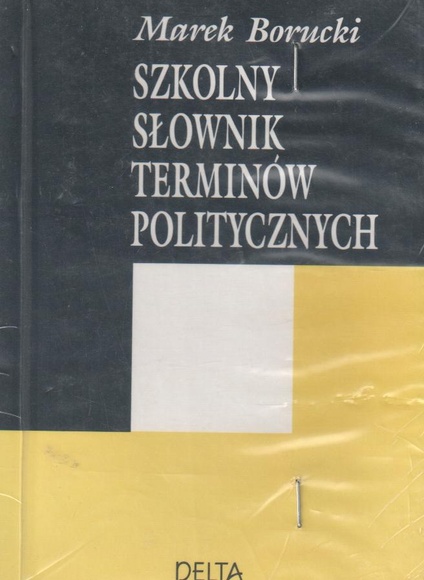 Marek Borucki
SZKOLNY
SŁOWNIK
TERMINÓW
POLITYCZNYCH
DELTA